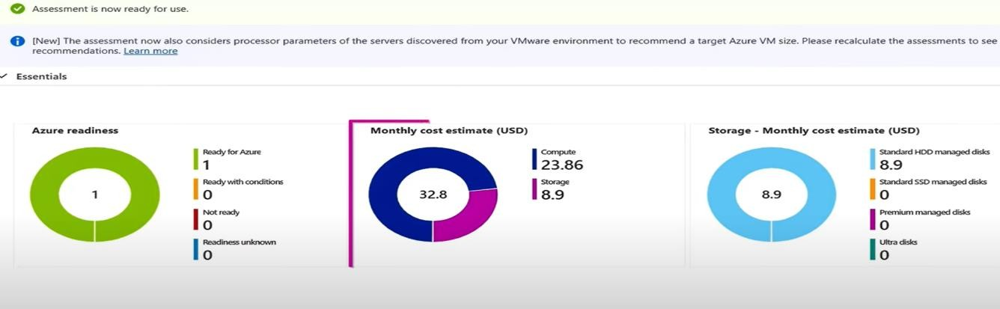 Assessment is now ready for use.
[New] The assessment now also considers processor parameters of the servers discovered from your VMware environment to recommend a target Azure VM size. Please recalculate the assessments to see
recommendations. Learn more
Essentials
Azure readiness
1
Ready for Azure
1
Ready with conditions
0
Not ready
0
Readiness unknown
0
Monthly cost estimate (USD)
32.8
Compute
23.86
Storage
8.9
Storage - Monthly cost estimate (USD)
8.9
Standard HDD managed disks
8.9
Standard SSD managed disks
0
Premium managed disks
0
Ultra disks
0